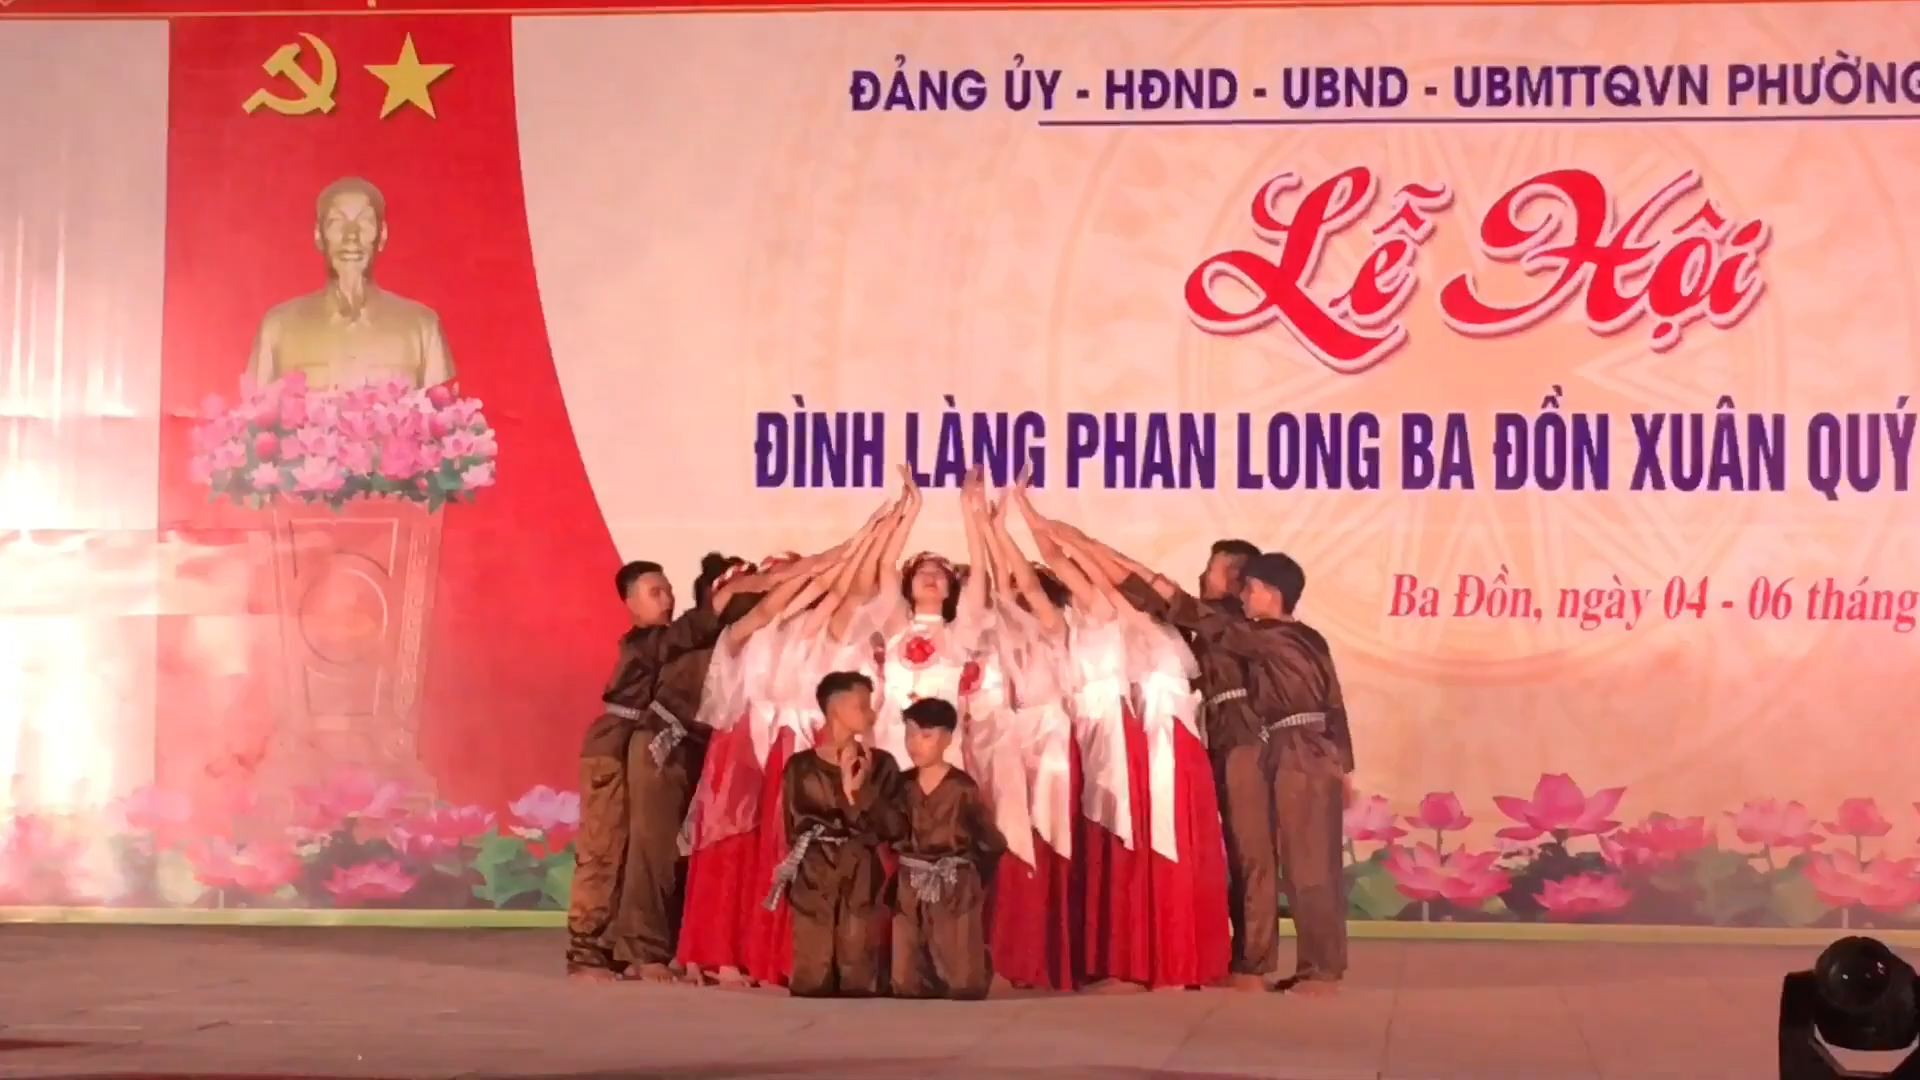 ĐẢNG ỦY - HĐND - UBND - UBMTTQVN PHƯỜNG
Lễ Hội
ĐÌNH LÀNG PHAN LONG BA ĐỒN XUÂN QUÝ
Ba Đồn, ngày 04 - 06 tháng